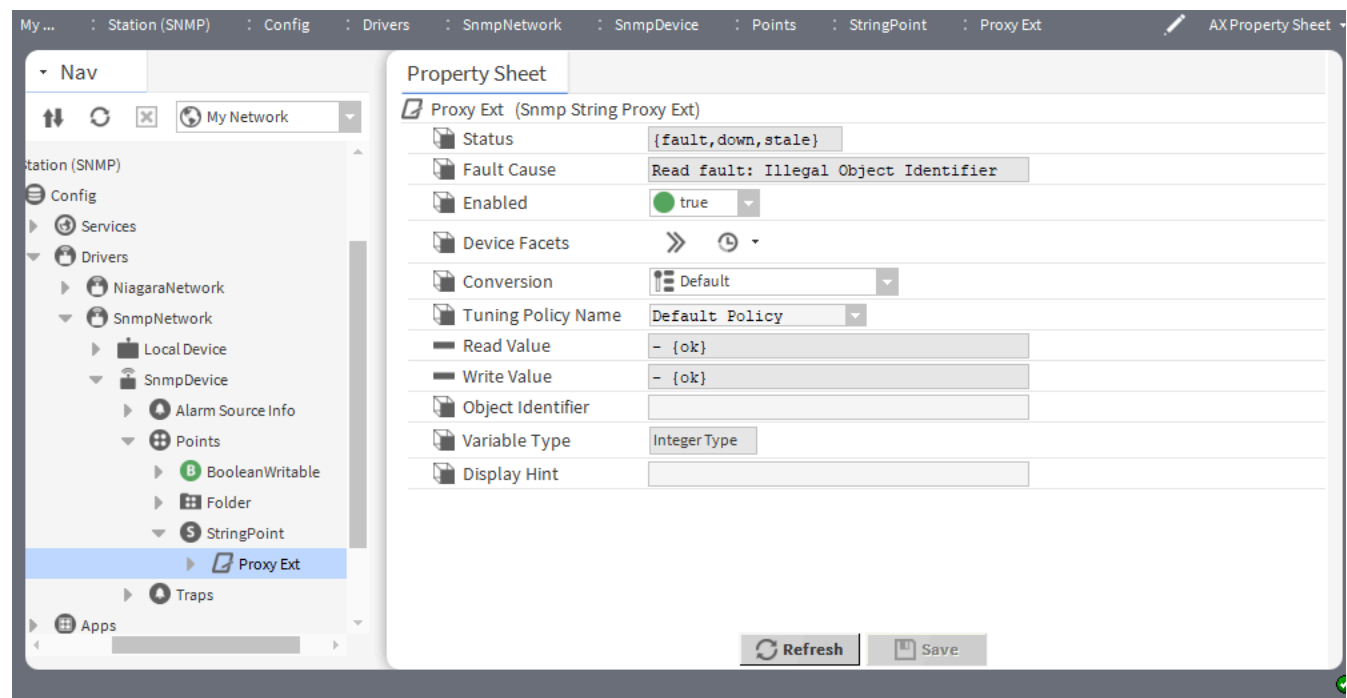 My ... : Station (SNMP) : Config : Drivers : SnmpNetwork : SnmpDevice : Points : StringPoint : Proxy Ext AX Property Sheet
Nav
My Network
Station (SNMP)
Config
Services
Drivers
NiagaraNetwork
SnmpNetwork
Local Device
SnmpDevice
Alarm Source Info
Points
B BooleanWritable
Folder
S StringPoint
Proxy Ext
Traps
Apps
Property Sheet
Proxy Ext (Snmp String Proxy Ext)
Status {fault,down,stale}
Fault Cause Read fault: Illegal Object Identifier
Enabled true
Device Facets
Conversion Default
Tuning Policy Name Default Policy
Read Value - {ok}
Write Value - {ok}
Object Identifier
Variable Type Integer Type
Display Hint
Refresh Save